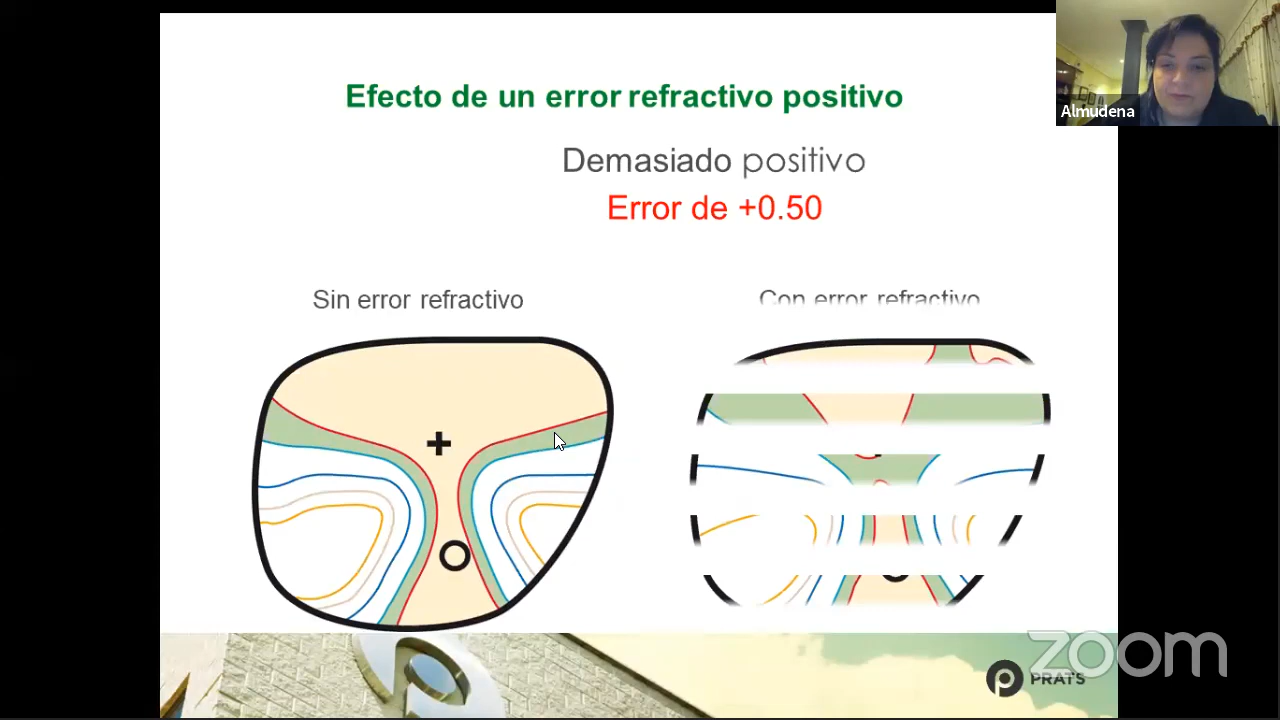 Efecto de un error refractivo positivo
Almudena
Demasiado positivo
Error de +0.50
Sin error refractivo
Con error refractivo
zoom
PRATS